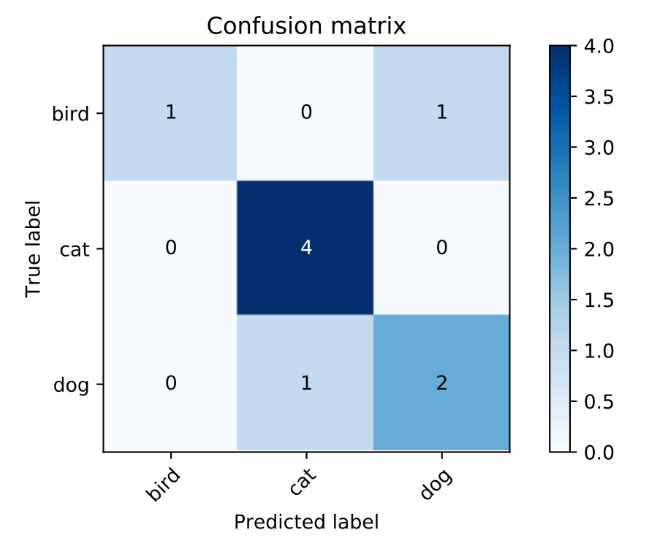 Confusion matrix
bird 1 0 1
cat 0 4 0
dog 0 1 2
bird cat dog
True label
Predicted label
4.0
3.5
3.0
2.5
2.0
1.5
1.0
0.5
0.0